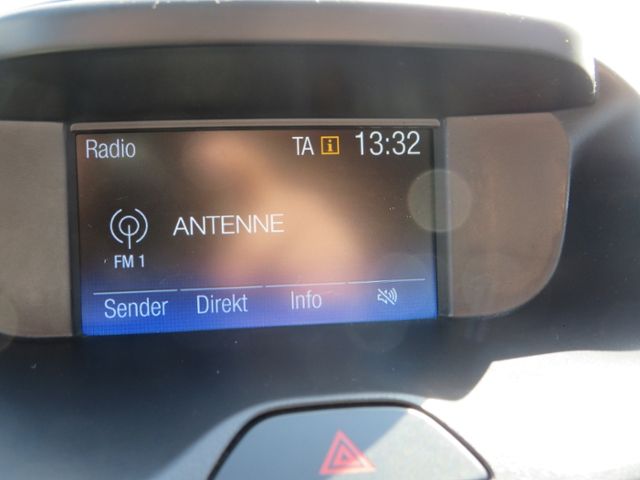 Radio TA i 13:32
ANTENNE
FM 1
Sender Direkt Info